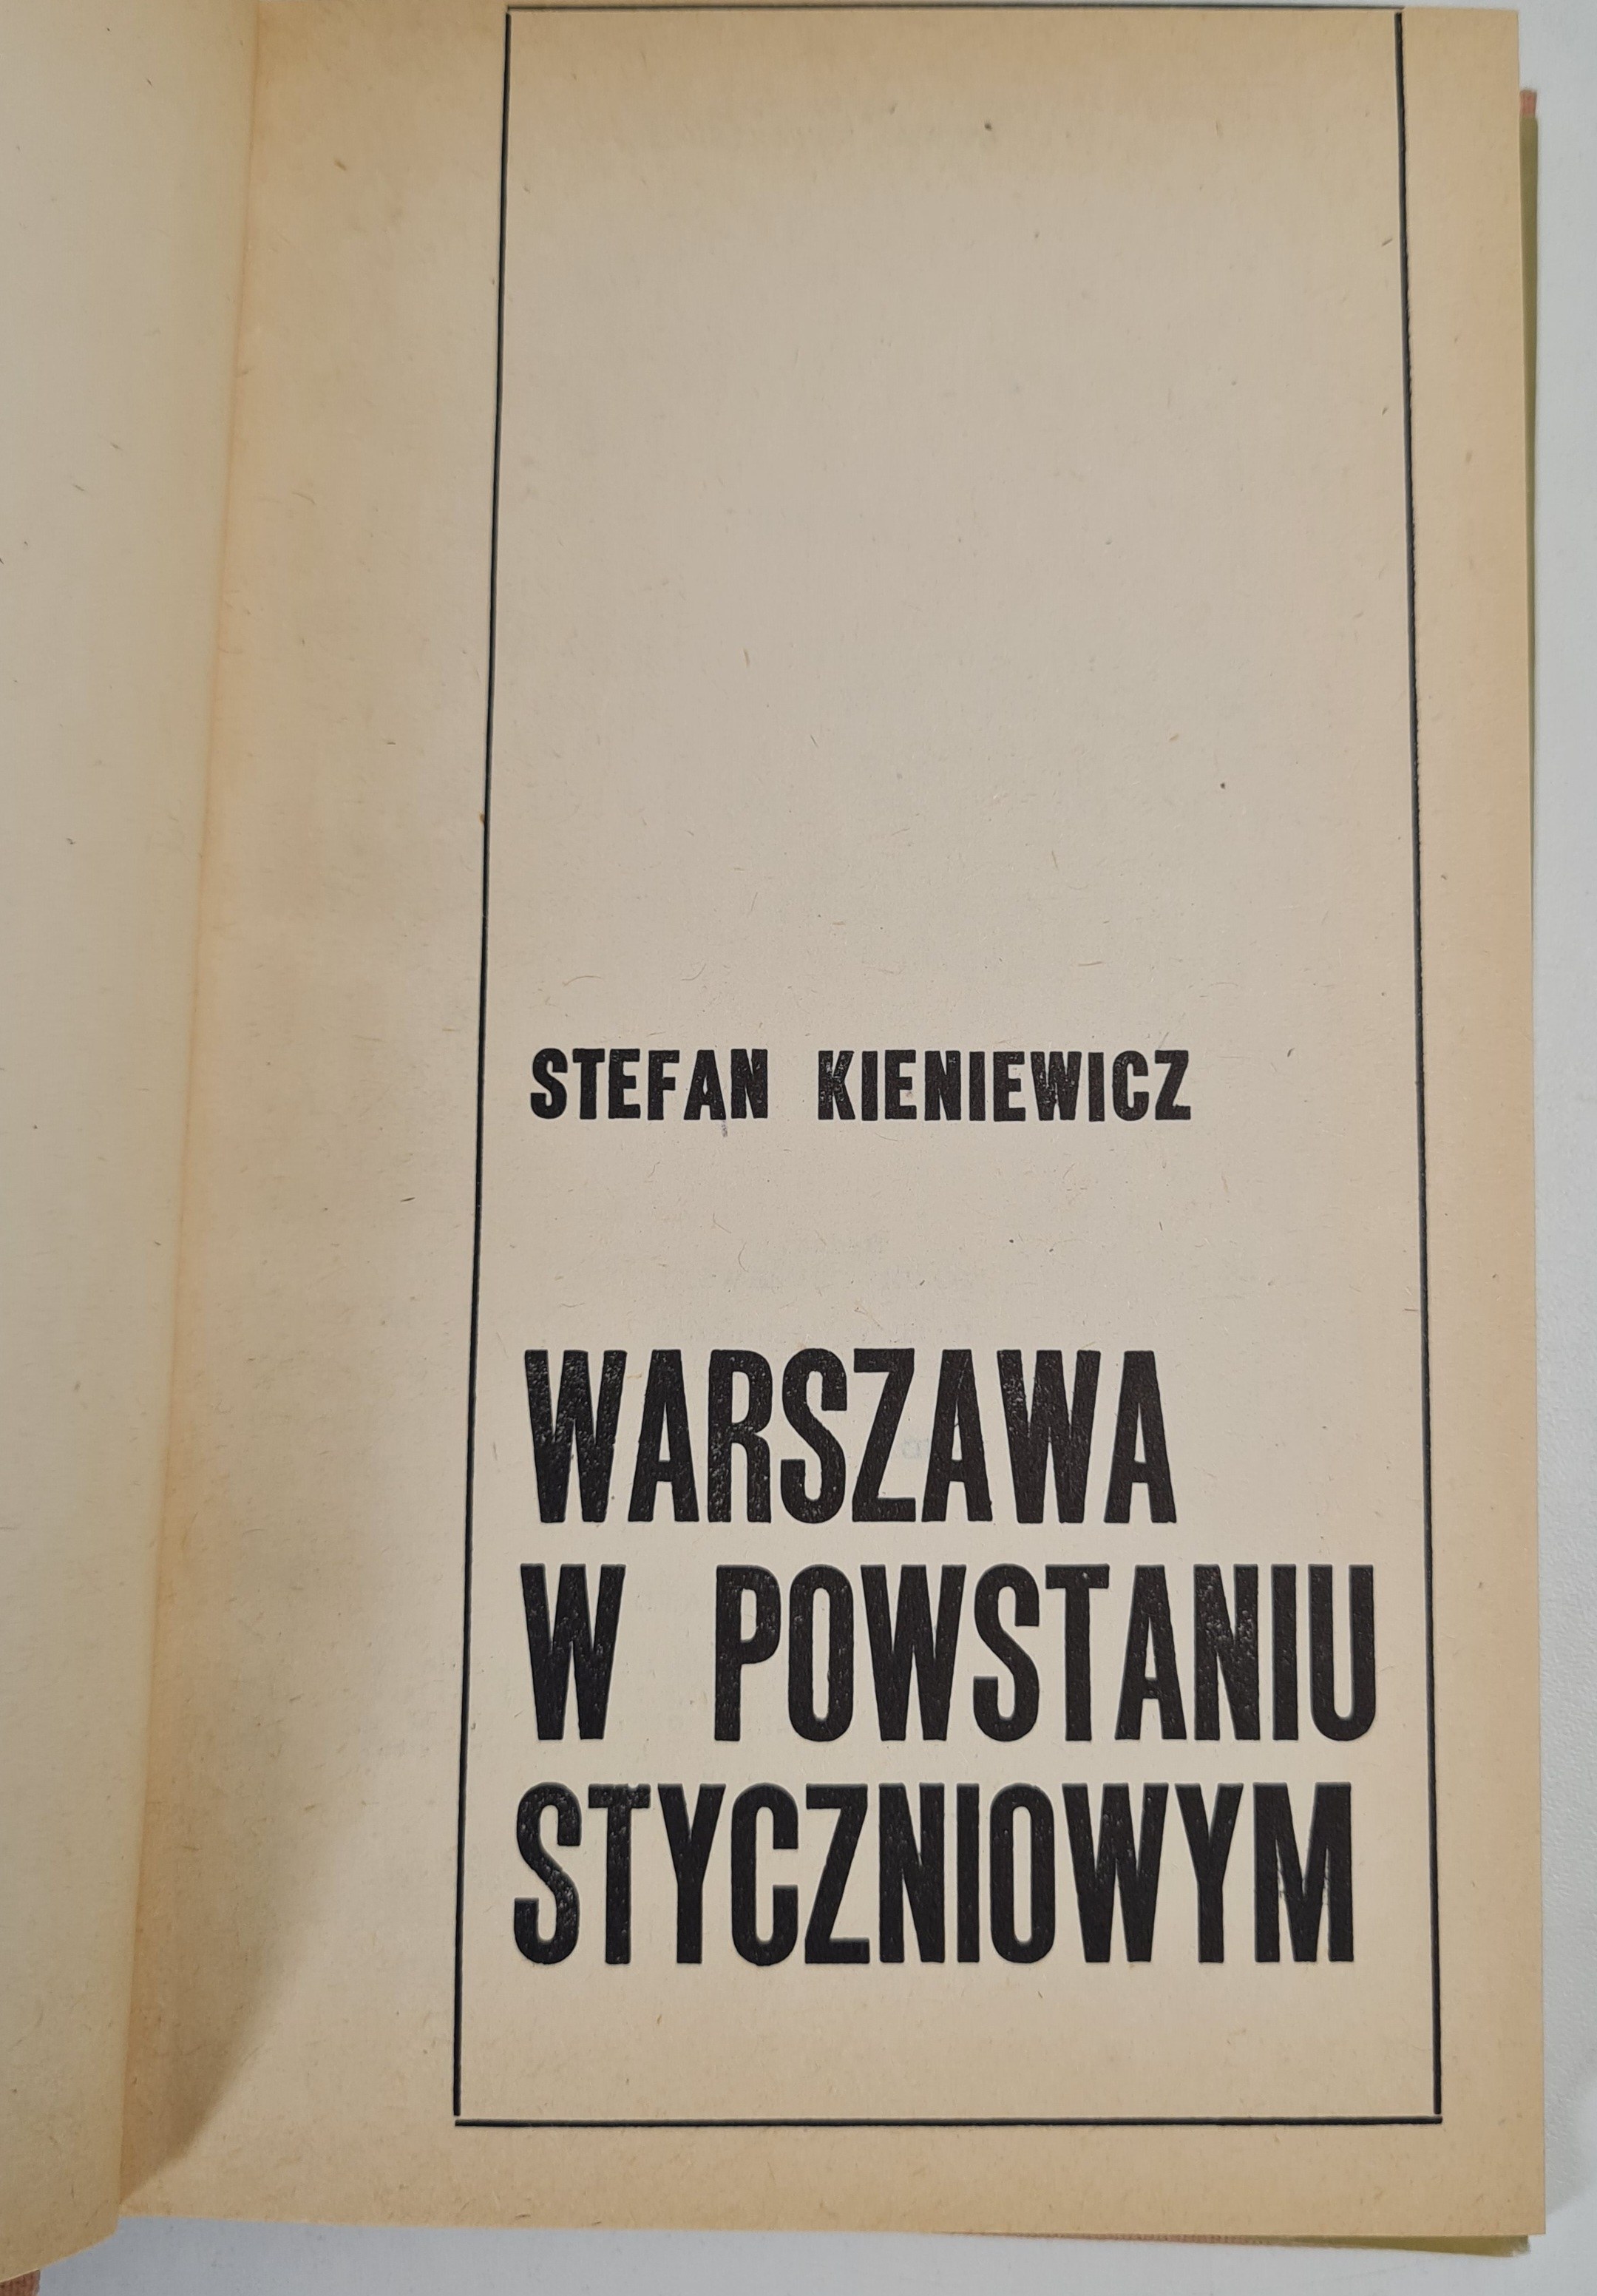 STEFAN KIENIEWICZ
WARSZAWA
W POWSTANIU
STYCZNIOWYM